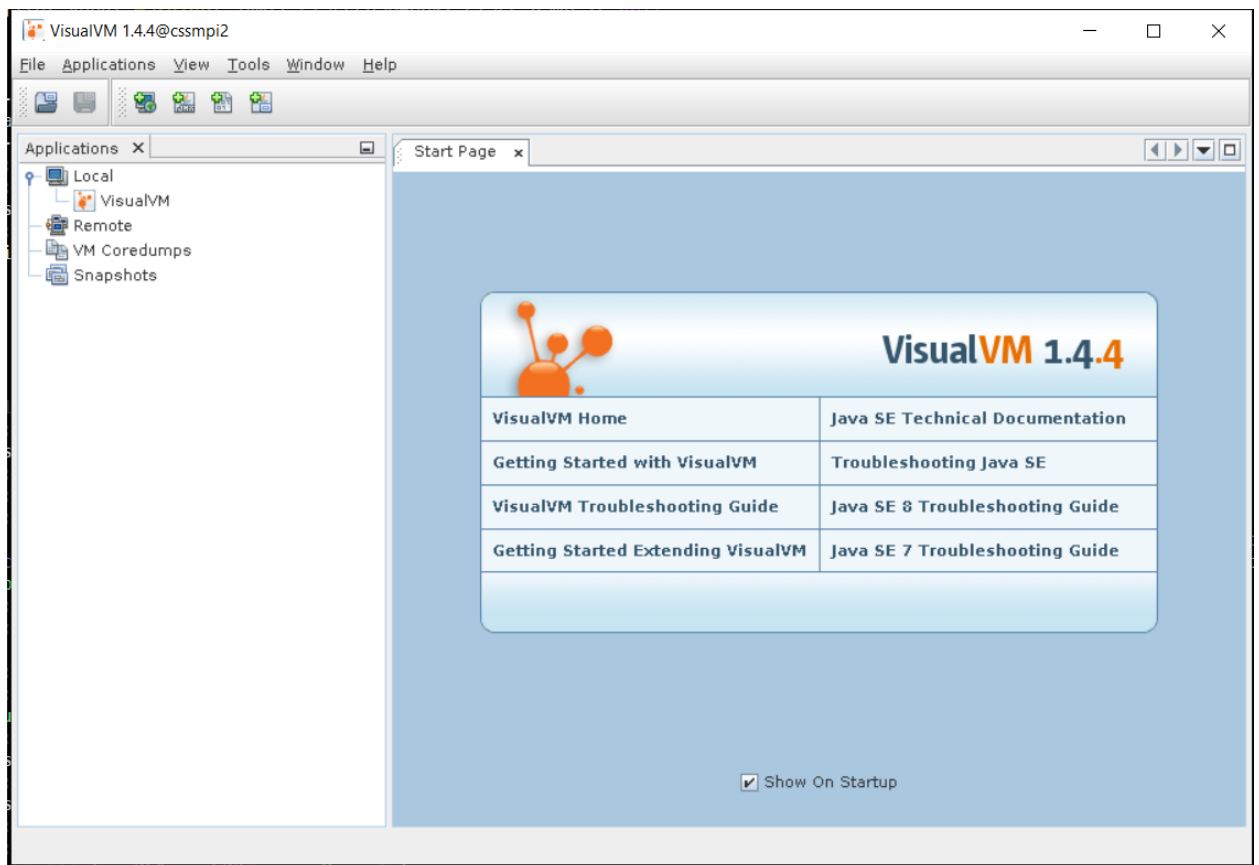 VisualVM 1.4.4@cssmpi2
File Applications View Tools Window Help
Applications
Start Page
Local
VisualVM
Remote
VM Coredumps
Snapshots
VisualVM 1.4.4
VisualVM Home
Java SE Technical Documentation
Getting Started with VisualVM
Troubleshooting Java SE
VisualVM Troubleshooting Guide
Java SE 8 Troubleshooting Guide
Getting Started Extending VisualVM
Java SE 7 Troubleshooting Guide
Show On Startup